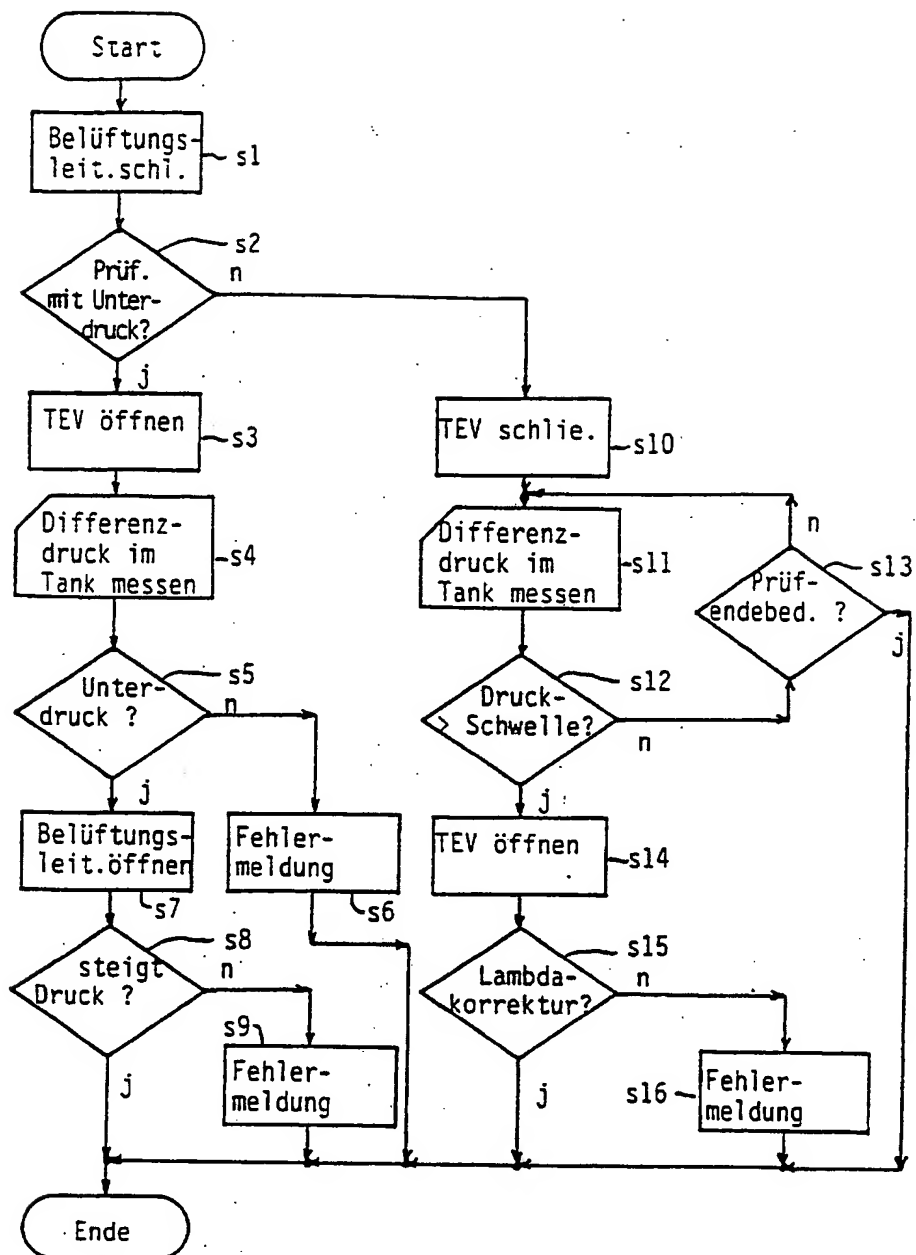 Start
Belüftungs-
leit.schl.
s1
s2
Prüf.
mit Unter-
druck?
n
j
TEV öffnen
s3
Differenz-
druck im
Tank messen
s4
Unter-
druck ?
s5
n
j
Belüftungs-
leit.öffnen
s7
Fehler-
meldung
s6
steigt
Druck ?
s8
n
j
s9
Fehler-
meldung
TEV schlie.
s10
Differenz-
druck im
Tank messen
s11
Druck-
> Schwelle?
s12
n
j
Prüf-
endebed. ?
s13
n
j
TEV öffnen
s14
Lambda-
korrektur?
s15
n
j
s16
Fehler-
meldung
Ende